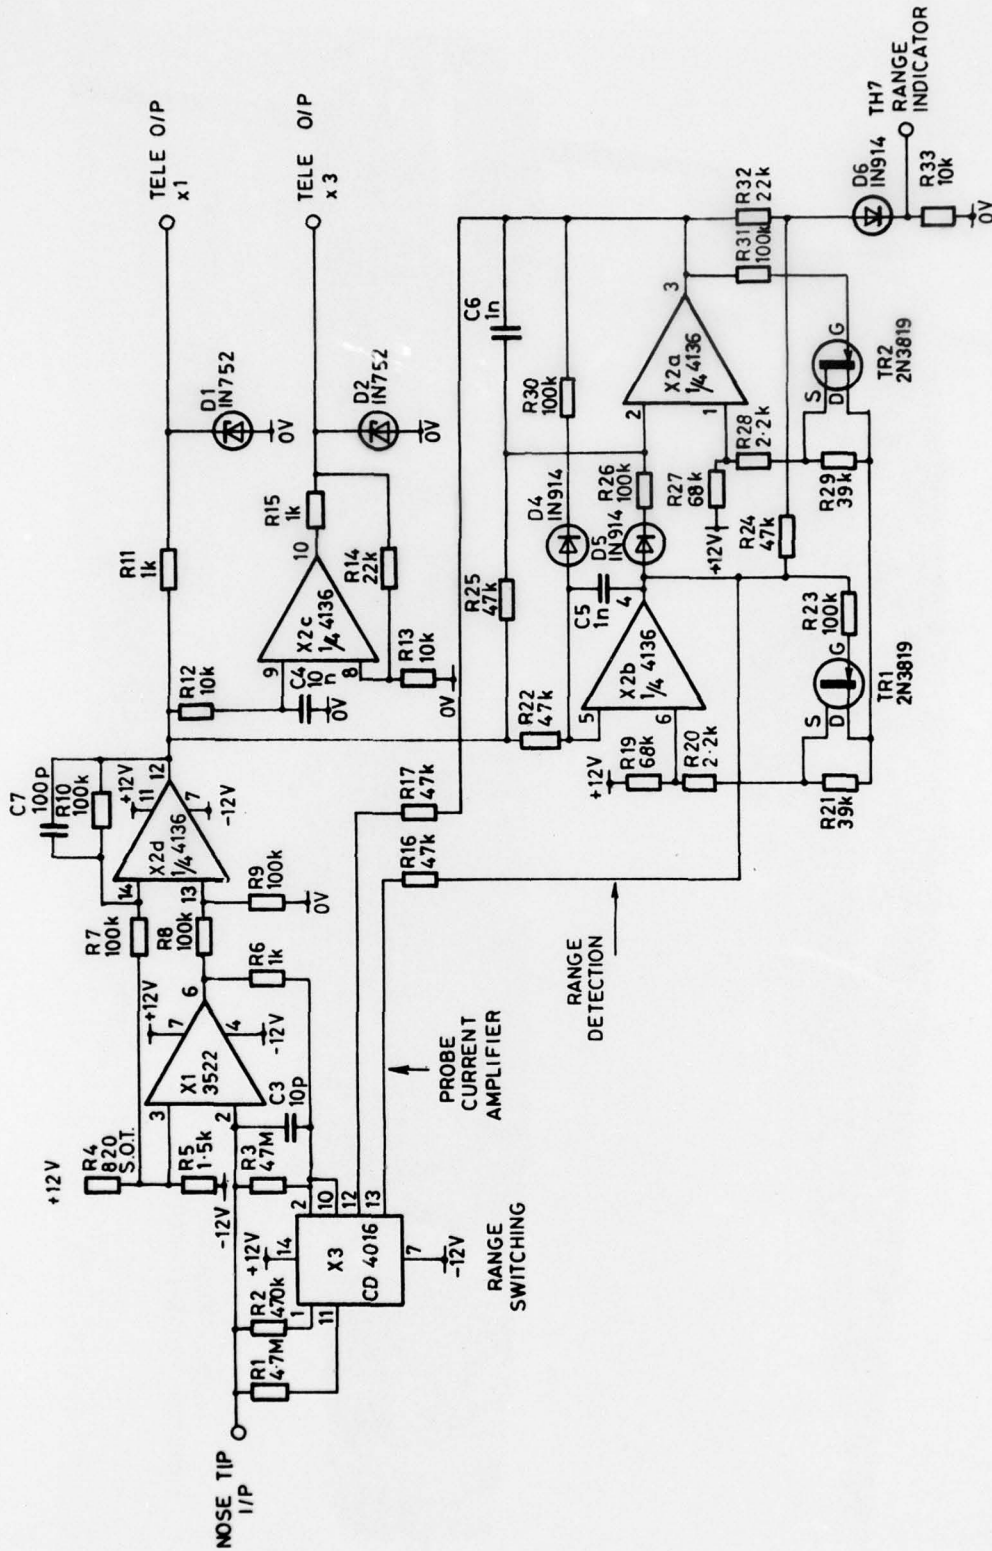 NOSE TIP
I/P
R1
4·7M
R2
470k
1
11
+12V
14
X3
CD 4016
7
-12V
2
10
12
13
RANGE
SWITCHING
+12V
R4
820
S.O.T.
R5
1·5k
-12V
R3
47M
C3
10p
3
2
X1
3522
+12V
7
4
-12V
6
R6
1k
PROBE
CURRENT
AMPLIFIER
R7
100k
R8
100k
R9
100k
0V
14
13
X2d
¼ 4136
+12V
11
7
-12V
12
C7
100p
R10
100k
R11
1k
D1
IN752
0V
TELE O/P
x1
R12
10k
C4
10n
0V
9
8
X2c
¼ 4136
10
R15
1k
R14
22k
R13
10k
0V
D2
IN752
0V
TELE O/P
x 3
R16
47k
R17
47k
RANGE
DETECTION
R22
47k
R25
47k
C6
1n
R30
100k
D4
IN914
C5
1n
D5
IN914
R26
100k
5
6
X2b
¼ 4136
4
+12V
R19
68k
R20
2·2k
R21
39k
S
D
G
TR1
2N3819
R23
100k
R24
47k
+12V
R27
68k
R28
2·2k
R29
39k
2
1
X2a
¼ 4136
3
S
D
G
TR2
2N3819
R31
100k
R32
22k
D6
IN914
TH7
RANGE
INDICATOR
R33
10k
0V